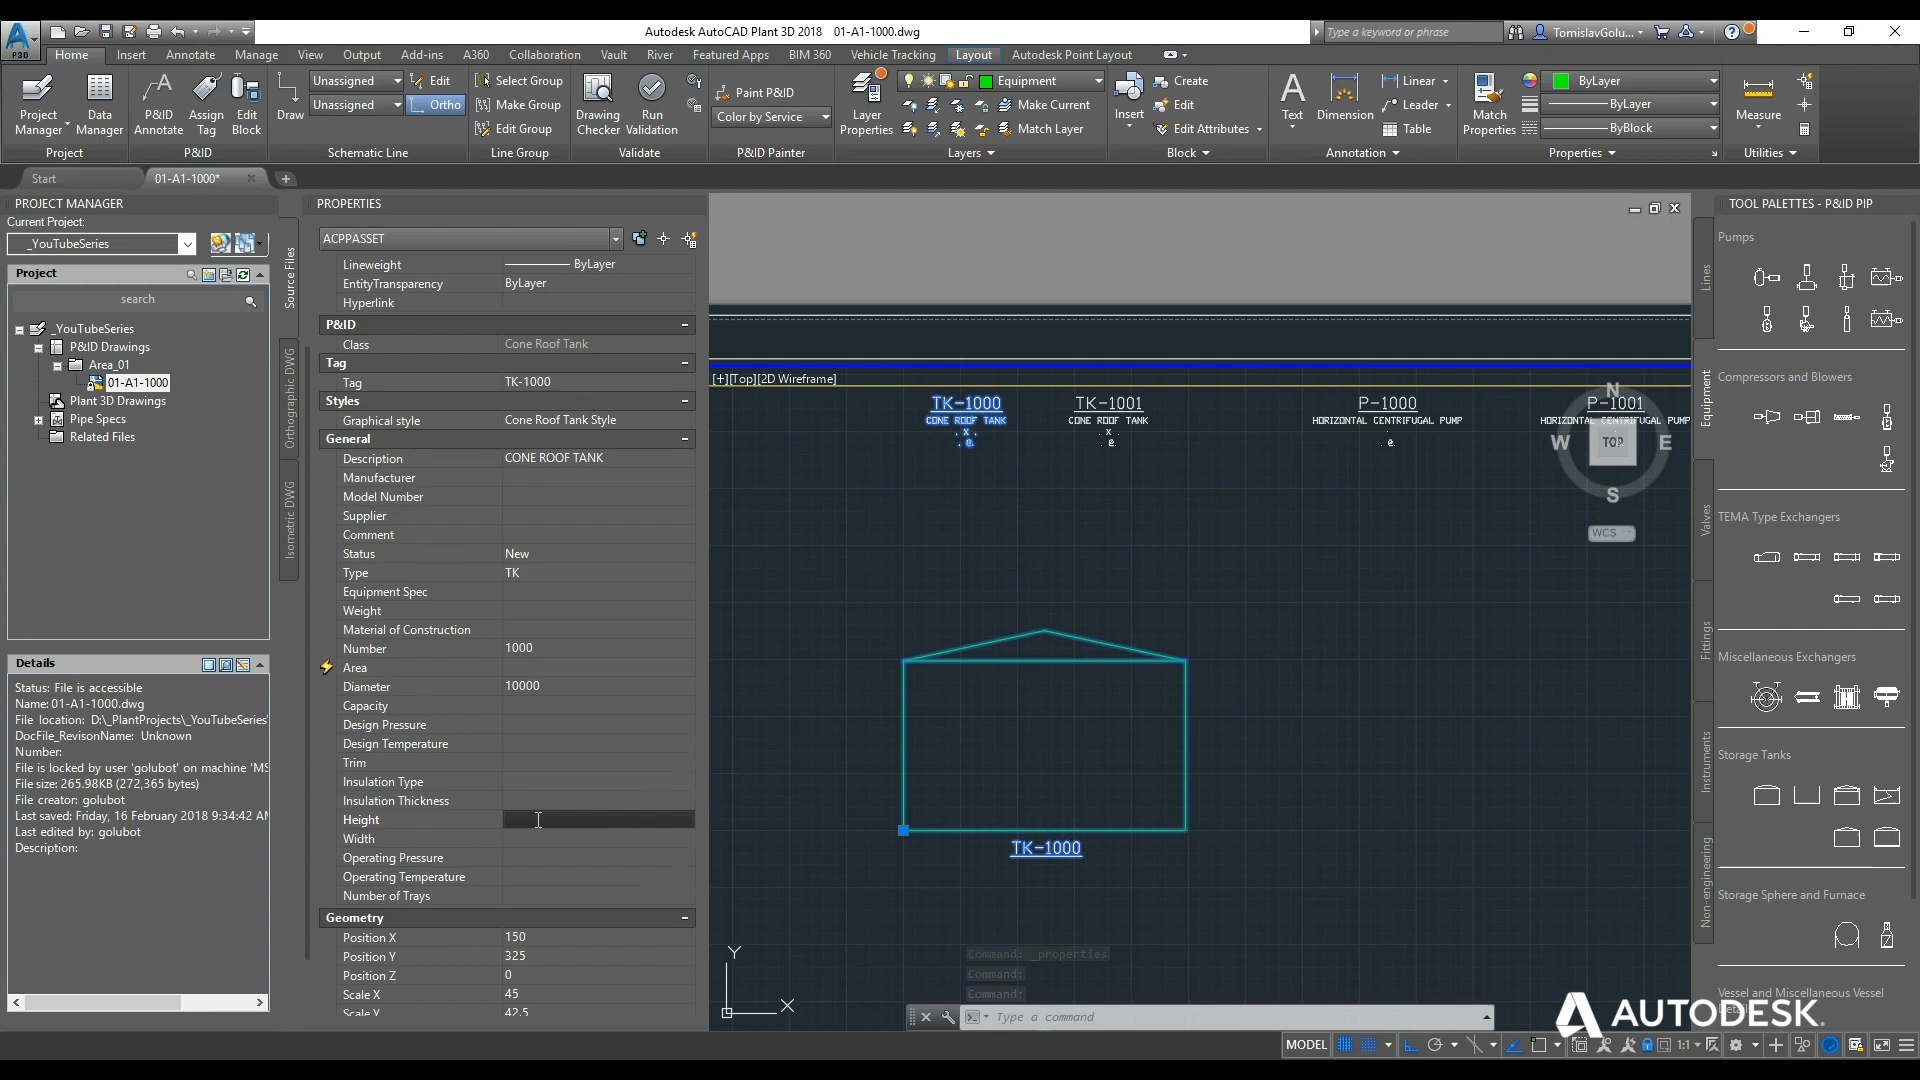 Autodesk AutoCAD Plant 3D 2018 01-A1-1000.dwg
Type a keyword or phrase
TomislavGolu...
P3D
Home Insert Annotate Manage View Output Add-ins A360 Collaboration Vault River Featured Apps BIM 360 Vehicle Tracking Layout Autodesk Point Layout
Project Manager
Data Manager
Project
P&ID Annotate
Assign Tag
Edit Block
P&ID
Draw
Unassigned
Unassigned
Edit
Ortho
Schematic Line
Select Group
Make Group
Edit Group
Line Group
Drawing Checker
Run Validation
Validate
Paint P&ID
Color by Service
P&ID Painter
Layer Properties
Equipment
Make Current
Match Layer
Layers
Insert
Create
Edit
Edit Attributes
Block
Text
Dimension
Linear
Leader
Table
Annotation
Match Properties
ByLayer
ByLayer
ByBlock
Properties
Measure
Utilities
Start
01-A1-1000*
PROJECT MANAGER
Current Project:
_YouTubeSeries
Project
search
_YouTubeSeries
P&ID Drawings
Area_01
01-A1-1000
Plant 3D Drawings
Pipe Specs
Related Files
Source Files
Orthographic DWG
Isometric DWG
Details
Status: File is accessible
Name: 01-A1-1000.dwg
File location: D:\_PlantProjects\_YouTubeSeries\
DocFile_RevisonName: Unknown
Number:
File is locked by user 'golubot' on machine 'MS
File size: 265.98KB (272,365 bytes)
File creator: golubot
Last saved: Friday, 16 February 2018 9:34:42 AM
Last edited by: golubot
Description:
PROPERTIES
ACPPASSET
Lineweight ByLayer
EntityTransparency ByLayer
Hyperlink
P&ID
Class Cone Roof Tank
Tag
Tag TK-1000
Styles
Graphical style Cone Roof Tank Style
General
Description CONE ROOF TANK
Manufacturer
Model Number
Supplier
Comment
Status New
Type TK
Equipment Spec
Weight
Material of Construction
Number 1000
Area
Diameter 10000
Capacity
Design Pressure
Design Temperature
Trim
Insulation Type
Insulation Thickness
Height
Width
Operating Pressure
Operating Temperature
Number of Trays
Geometry
Position X 150
Position Y 325
Position Z 0
Scale X 45
Scale Y 42.5
[+][Top][2D Wireframe]
TK-1000
CONE ROOF TANK
. x .
. @.
TK-1001
CONE ROOF TANK
. x .
. @.
P-1000
HORIZONTAL CENTRIFUGAL PUMP
. @.
P-1001
HORIZONTAL CENTRIFUGAL PUMP
N
W TOP E
S
WCS
TK-1000
Y
X
Command: _properties
Command:
Command:
Type a command
MODEL
1:1
TOOL PALETTES - P&ID PIP
Lines
Equipment
Valves
Fittings
Instruments
Non-engineering
Pumps
Compressors and Blowers
TEMA Type Exchangers
Miscellaneous Exchangers
Storage Tanks
Storage Sphere and Furnace
Vessel and Miscellaneous Vessel
AUTODESK.